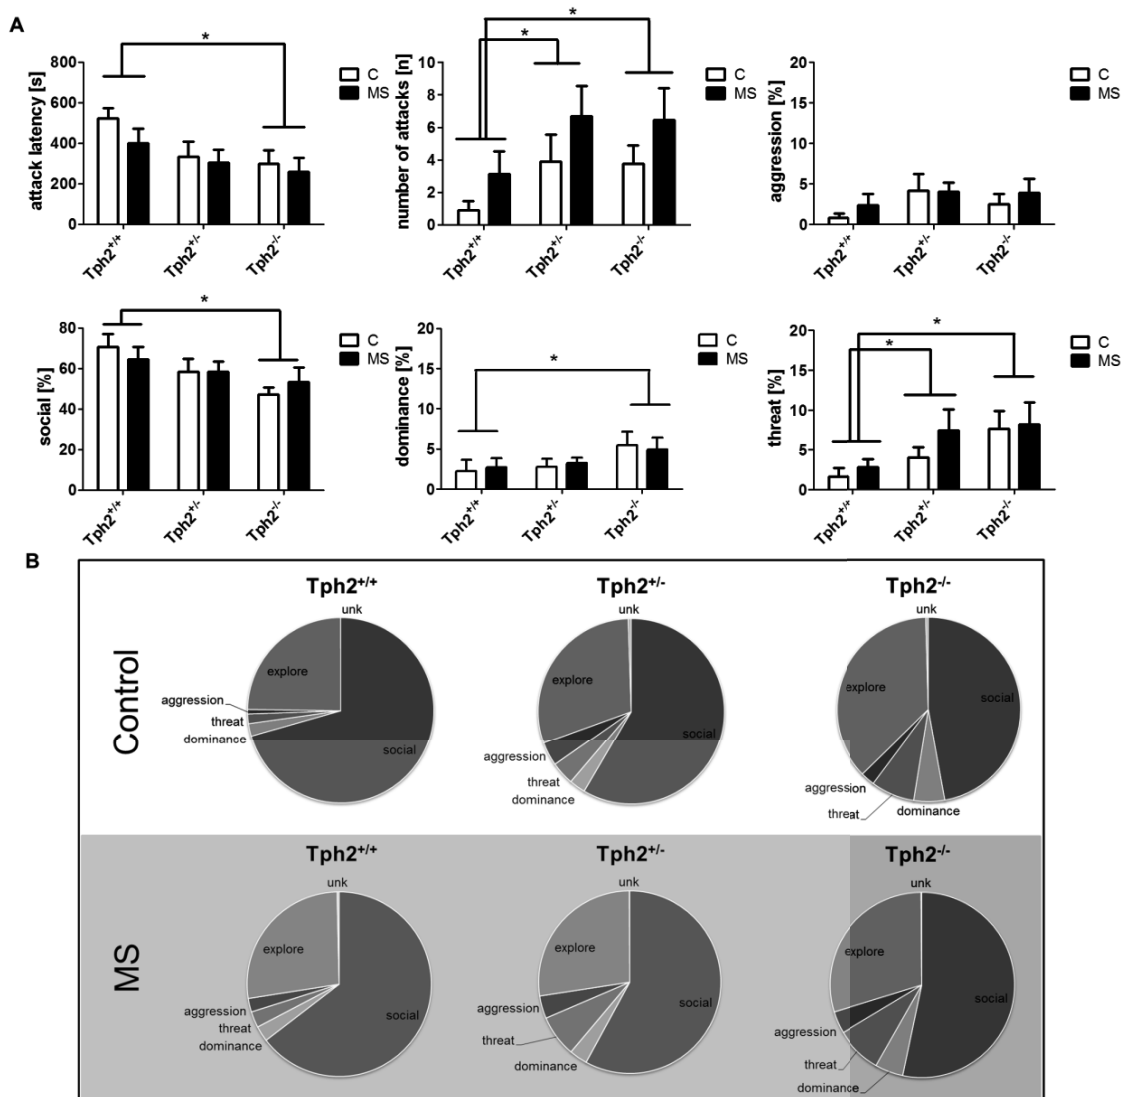 A
attack latency [s]
800
600
400
200
0
*
C
MS
Tph2+/+
Tph2+/-
Tph2-/-
number of attacks [n]
10
8
6
4
2
0
*
*
C
MS
Tph2+/+
Tph2+/-
Tph2-/-
aggression [%]
20
15
10
5
0
C
MS
Tph2+/+
Tph2+/-
Tph2-/-
social [%]
80
60
40
20
0
*
C
MS
Tph2+/+
Tph2+/-
Tph2-/-
dominance [%]
20
15
10
5
0
*
C
MS
Tph2+/+
Tph2+/-
Tph2-/-
threat [%]
20
15
10
5
0
*
*
C
MS
Tph2+/+
Tph2+/-
Tph2-/-
B
Control
Tph2+/+
unk
explore
aggression
threat
dominance
social
Tph2+/-
unk
explore
aggression
threat
dominance
social
Tph2-/-
unk
explore
social
aggression
threat
dominance
MS
Tph2+/+
unk
explore
aggression
threat
dominance
social
Tph2+/-
unk
explore
aggression
threat
dominance
social
Tph2-/-
unk
explore
social
aggression
threat
dominance